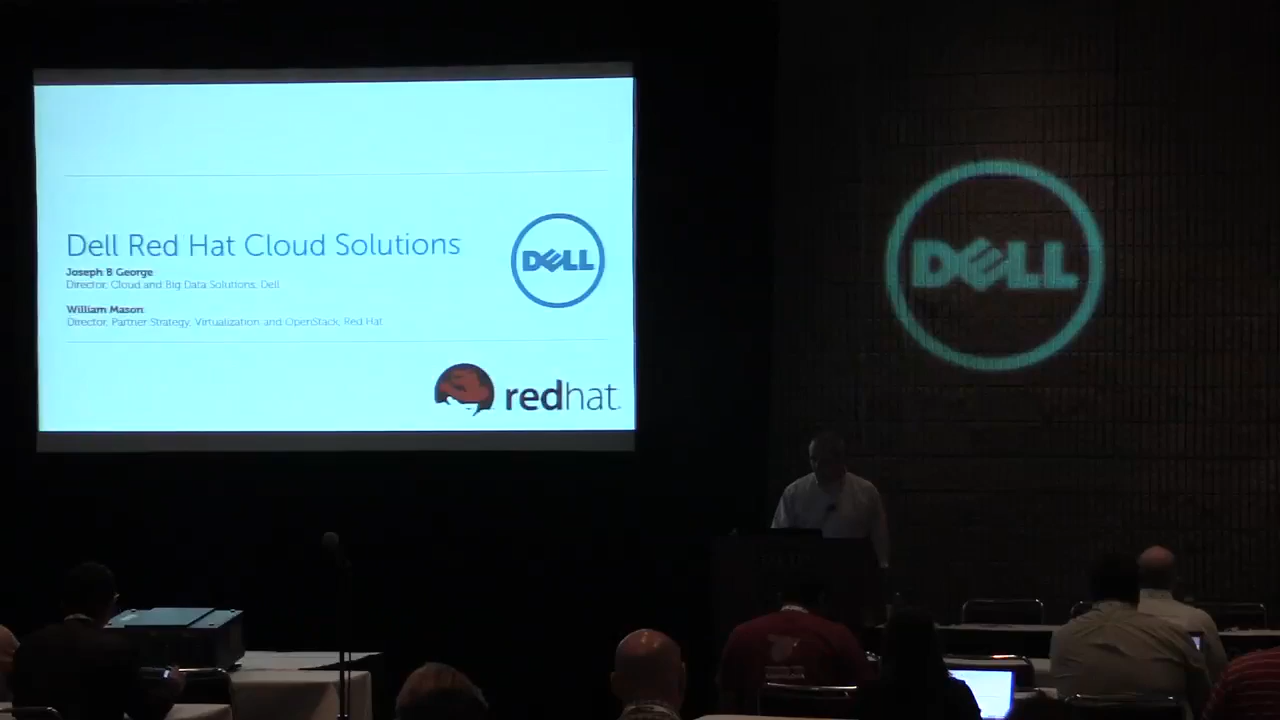 Dell Red Hat Cloud Solutions
Joseph B George
Director, Cloud and Big Data Solutions, Dell
William Mason
Director, Partner Strategy, Virtualization and OpenStack, Red Hat
DELL
redhat.
DELL